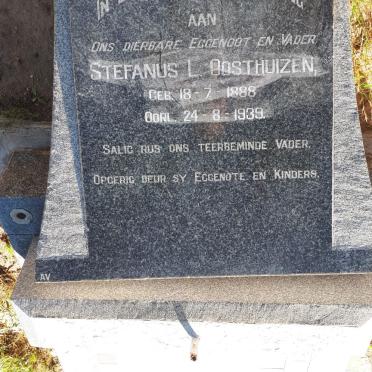 AAN
ONS DIERBARE EGGENOOT EN VADER
STEFANUS L. OOSTHUIZEN,
GEB. 18-7-1888
OORL. 24-8-1939.
SALIG RUS ONS TEERBEMINDE VADER.
OPGERIG DEUR SY EGGENOTE EN KINDERS.
AV